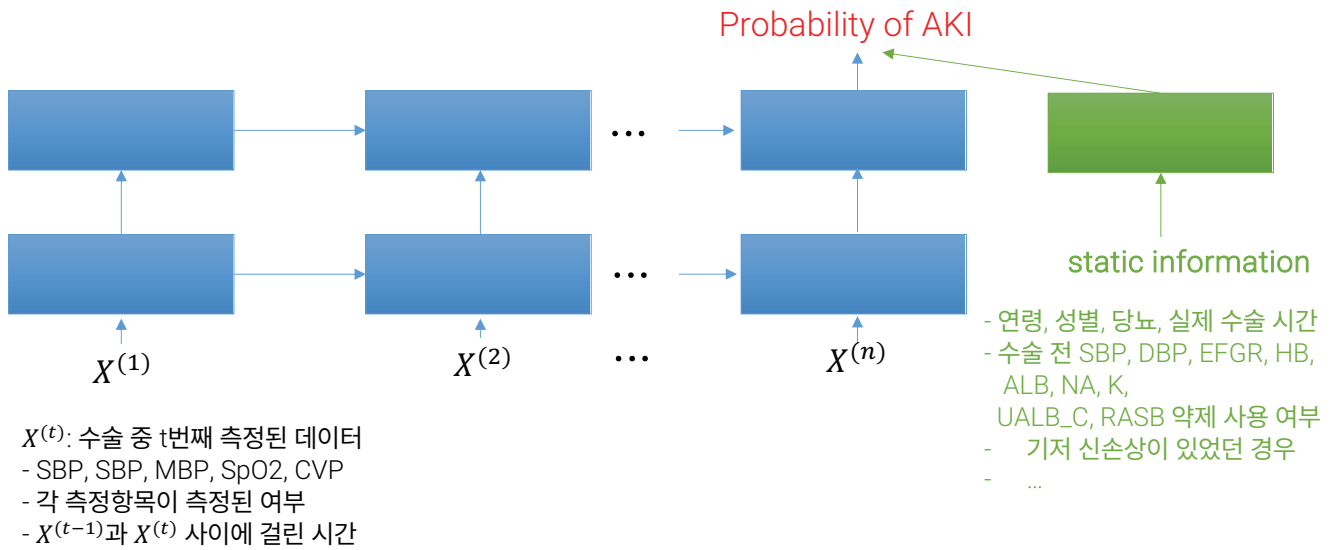 Probability of AKI
...
...
static information
X^(1)
X^(2)
...
X^(n)
- 연령, 성별, 당뇨, 실제 수술 시간
- 수술 전 SBP, DBP, EFGR, HB,
ALB, NA, K,
UALB_C, RASB 약제 사용 여부
- 기저 신손상이 있었던 경우
- ...
X^(t): 수술 중 t번째 측정된 데이터
- SBP, SBP, MBP, SpO2, CVP
- 각 측정항목이 측정된 여부
- X^(t−1)과 X^(t) 사이에 걸린 시간